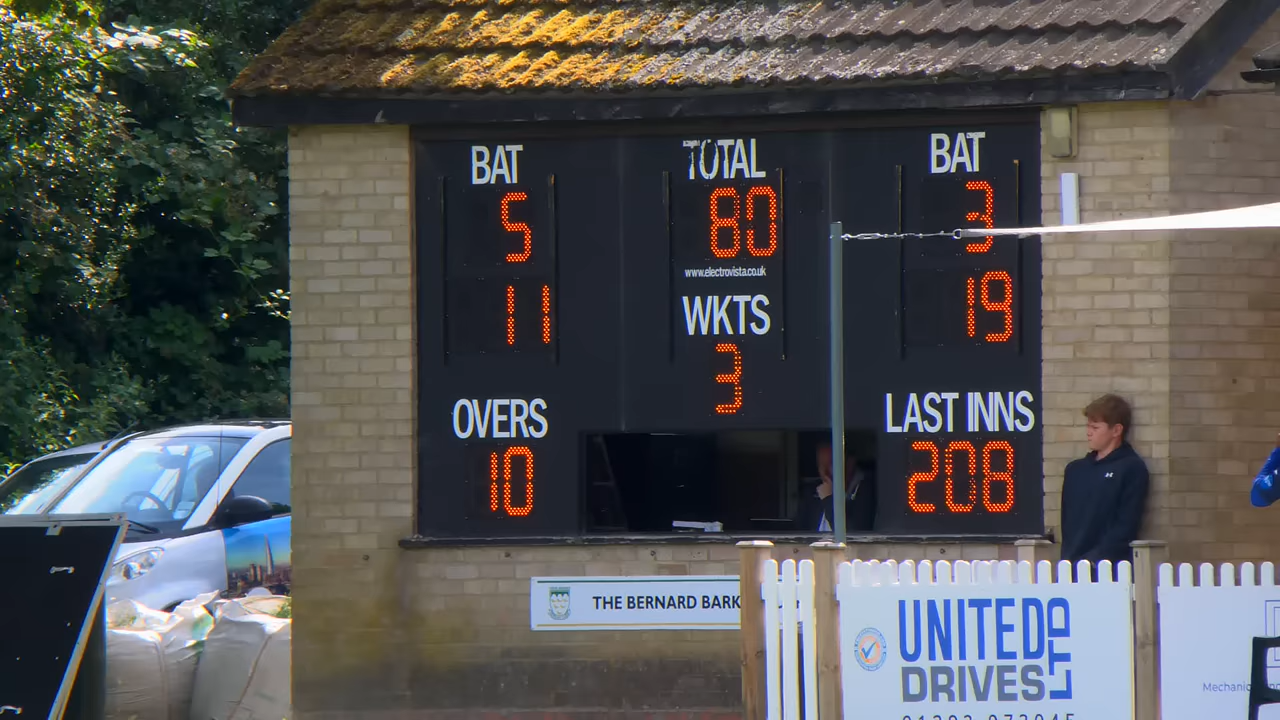 BAT TOTAL BAT
5 80 3
www.electrovista.co.uk
11 WKTS 19
3
OVERS LAST INNS
10 208
THE BERNARD BARK
UNITED
DRIVES
LTD
Mechanic